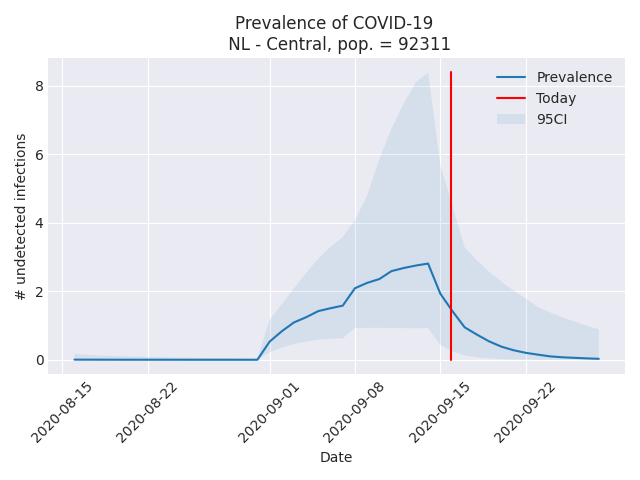 Prevalence of COVID-19
NL - Central, pop. = 92311
# undetected infections
8
6
4
2
0
Prevalence
Today
95CI
2020-08-15
2020-08-22
2020-09-01
2020-09-08
2020-09-15
2020-09-22
Date